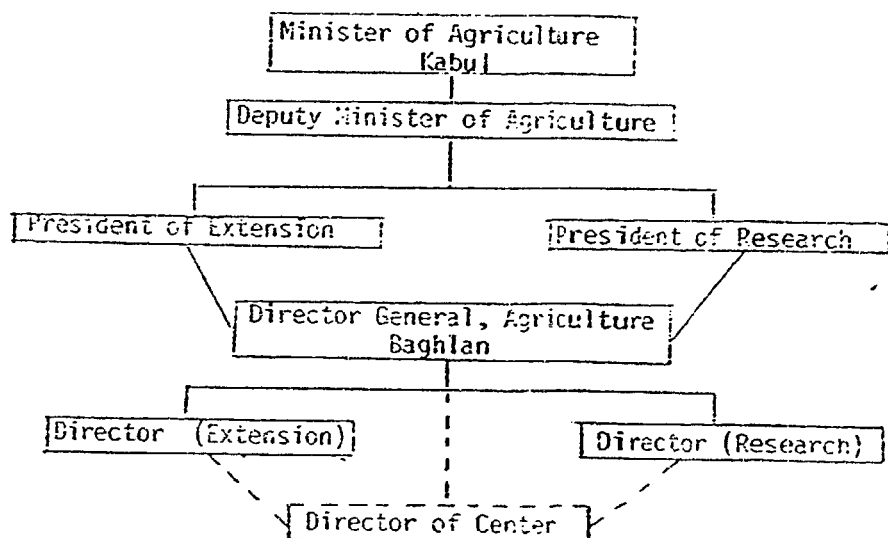 Minister of Agriculture
Kabul
Deputy Minister of Agriculture
President of Extension
President of Research
Director General, Agriculture
Baghlan
Director (Extension)
Director (Research)
Director of Center